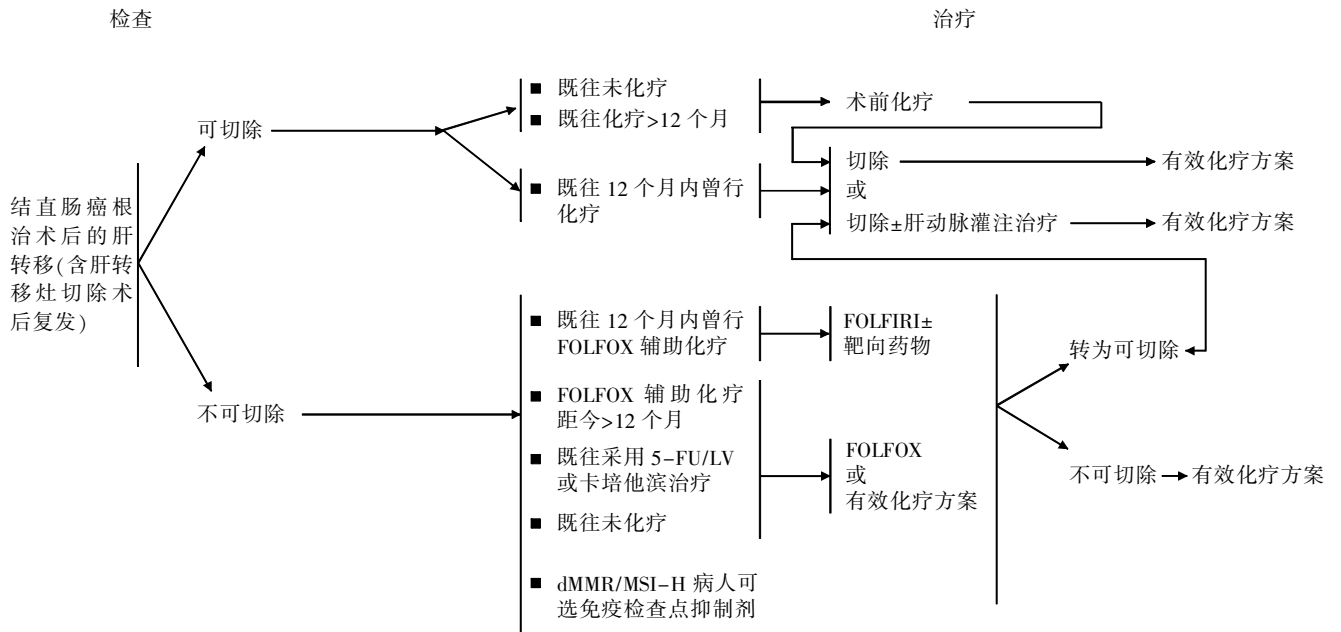 检查
治疗
结直肠癌根
治术后的肝
转移(含肝转
移灶切除术
后复发)
可切除
■ 既往未化疗
■ 既往化疗>12 个月
术前化疗
■ 既往 12 个月内曾行
化疗
切除
或
切除±肝动脉灌注治疗
有效化疗方案
有效化疗方案
不可切除
■ 既往 12 个月内曾行
FOLFOX 辅助化疗
FOLFIRI±
靶向药物
■ FOLFOX 辅助化疗
距今>12 个月
■ 既往采用 5-FU/LV
或卡培他滨治疗
■ 既往未化疗
FOLFOX
或
有效化疗方案
■ dMMR/MSI-H 病人可
选免疫检查点抑制剂
转为可切除
不可切除
有效化疗方案